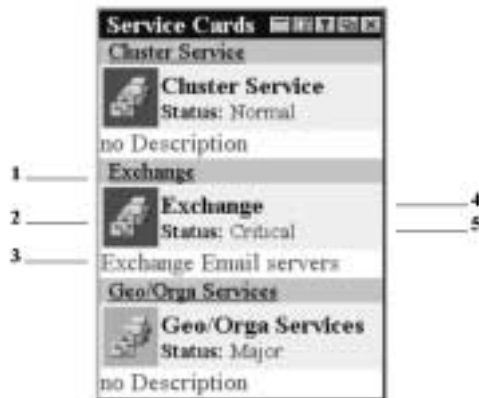 Service Cards
Cluster Service
Cluster Service
Status: Normal
no Description
1
Exchange
Exchange
4
2
Status: Critical
5
3
Exchange Email servers
Geo/Orga Services
Geo/Orga Services
Status: Major
no Description